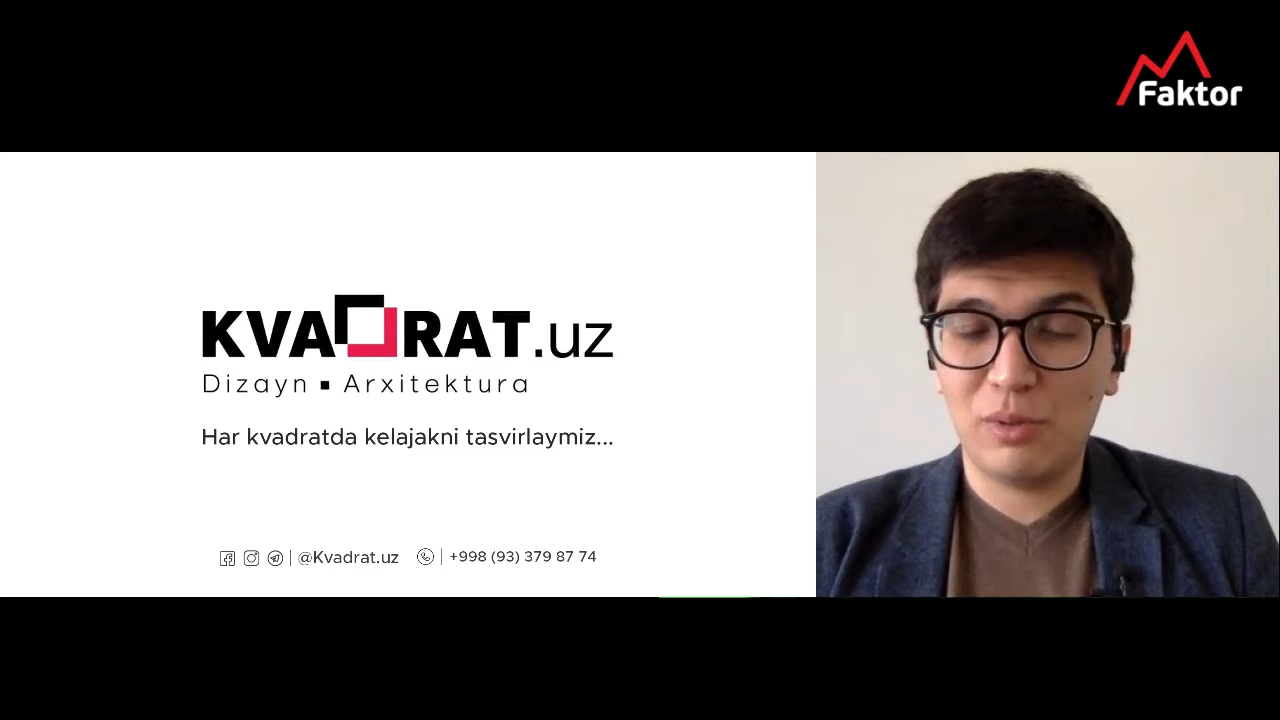 Faktor
KVADRAT.uz
Dizayn ▪ Arxitektura
Har kvadratda kelajakni tasvirlaymiz...
@Kvadrat.uz
+998 (93) 379 87 74